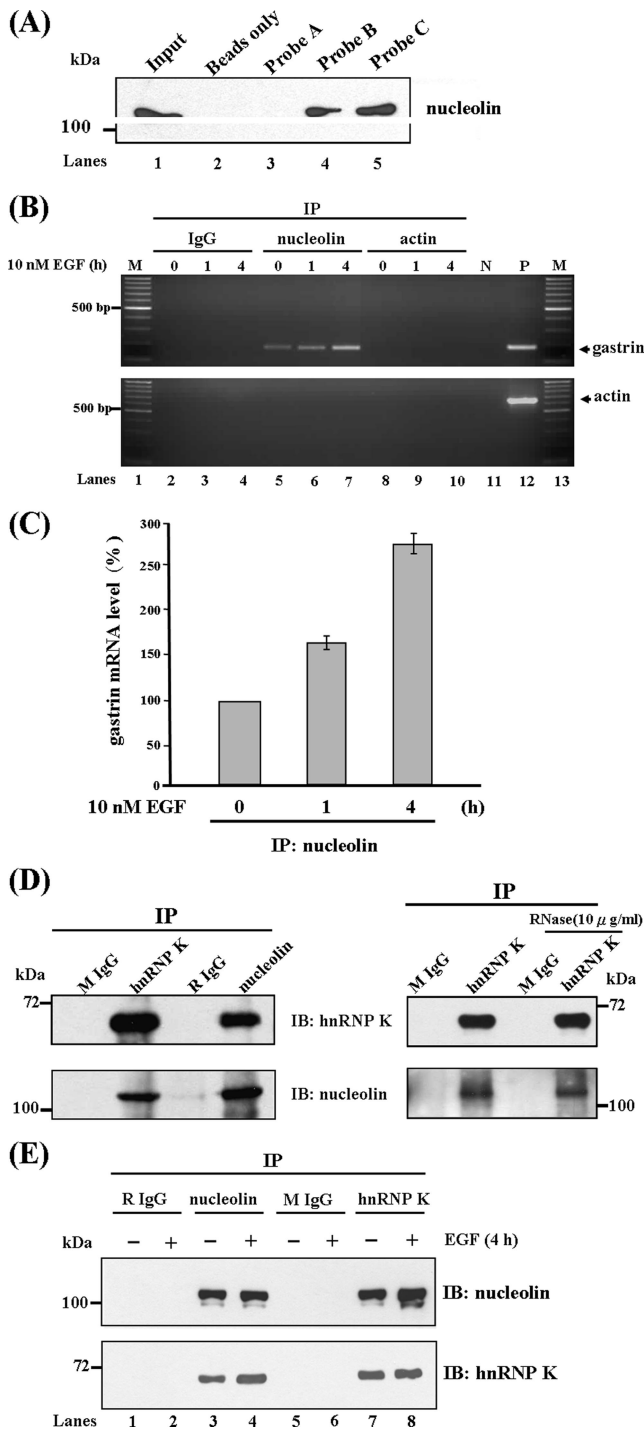 (A)
kDa Input Beads only Probe A Probe B Probe C
nucleolin
100
Lanes 1 2 3 4 5
(B)
IP
IgG nucleolin actin
10 nM EGF (h) M 0 1 4 0 1 4 0 1 4 N P M
500 bp
gastrin
actin
500 bp
Lanes 1 2 3 4 5 6 7 8 9 10 11 12 13
(C)
gastrin mRNA level (%)
300
250
200
150
100
50
0
10 nM EGF 0 1 4 (h)
IP: nucleolin
(D)
IP
kDa M IgG hnRNP K R IgG nucleolin
72
IB: hnRNP K
IB: nucleolin
100
IP
RNase(10 μg/ml)
M IgG hnRNP K M IgG hnRNP K kDa
72
100
(E)
IP
R IgG nucleolin M IgG hnRNP K
kDa − + − + − + − + EGF (4 h)
100
IB: nucleolin
72
IB: hnRNP K
Lanes 1 2 3 4 5 6 7 8